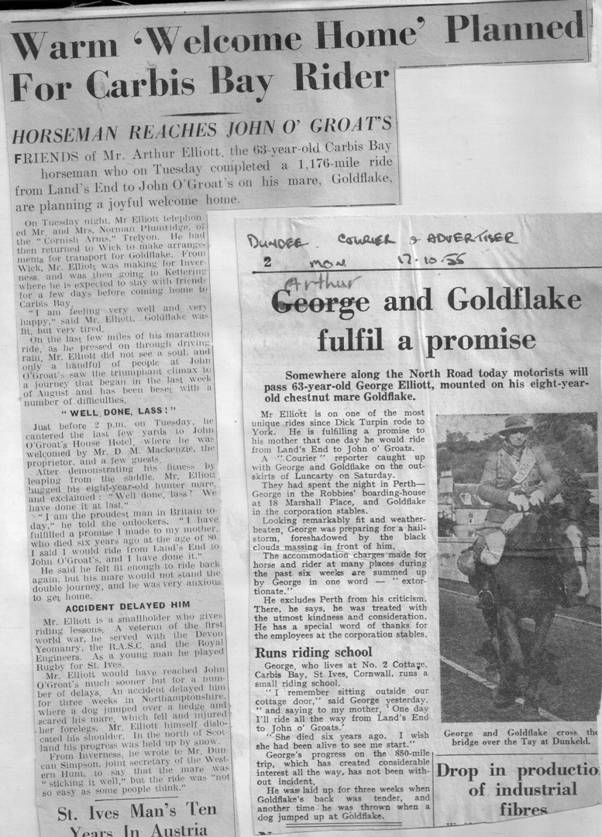 Warm ‘Welcome Home’ Planned
For Carbis Bay Rider
HORSEMAN REACHES JOHN O’ GROAT’S
FRIENDS of Mr. Arthur Elliott, the 63-year-old Carbis Bay
horseman who on Tuesday completed a 1,176-mile ride
from Land’s End to John O’Groat’s on his mare, Goldflake,
are planning a joyful welcome home.
On Tuesday night, Mr Elliott telephon
ed Mr. and Mrs. Norman Plumridge, of
the “Cornish Arms,” Trelyon. He had
then returned to Wick to make arrange-
ments for transport for Goldflake. From
Wick, Mr. Elliott was making for Inver-
ness, and was then going to Kettering
where he is expected to stay with friends
for a few days before coming home to
Carbis Bay.
“I am feeling very well and very
happy,” said Mr. Elliott. Goldflake was
fit, but very tired.
On the last few miles of his marathon
ride, as he pressed on through driving
rain, Mr. Elliott did not see a soul, and
only a handful of people at John
O’Groat’s saw the triumphant climax to
a journey that began in the last week
of August and has been beset with a
number of difficulties.
“ WELL DONE, LASS ! ”
Just before 2 p.m. on Tuesday, he
cantered the last few yards to John
O’Groat’s House Hotel, where he was
welcomed by Mr. D. M. Mackenzie, the
proprietor, and a few guests.
After demonstrating his fitness by
leaping from the saddle, Mr. Elliott
hugged his eight-year-old hunter mare,
and exclaimed: “Well done, lass! We
have done it at last.”
“I am the proudest man in Britain to-
day,” he told the onlookers. “I have
fulfilled a promise I made to my mother,
who died six years ago at the age of 80.
I said I would ride from Land’s End to
John O’Groat’s, and I have done it.”
He said he felt fit enough to ride back
again, but his mare would not stand the
double journey, and he was very anxious
to get home.
ACCIDENT DELAYED HIM
Mr. Elliott is a smallholder who gives
riding lessons. A veteran of the first
world war, he served with the Devon
Yeomanry, the R.A.S.C. and the Royal
Engineers. As a young man he played
Rugby for St. Ives.
Mr. Elliott would have reached John
O’Groat’s much sooner but for a num-
ber of delays. An accident delayed him
for three weeks in Northamptonshire,
where a dog jumped over a hedge and
scared his mare, which fell and injured
her forelegs. Mr. Elliott himself dislo-
cated his shoulder. In the north of Scot-
land his progress was held up by snow.
From Inverness, he wrote to Mr. Dun-
can Simpson, joint secretary of the West-
ern Hunt, to say that the mare was
“sticking it well,” but the ride was “not
so easy as some people think.”
St. Ives Man’s Ten
Years In Austria
DUNDEE COURIER & ADVERTISER
2 MON 17.10.55
Arthur
George and Goldflake
fulfil a promise
Somewhere along the North Road today motorists will
pass 63-year-old George Elliott, mounted on his eight-year-
old chestnut mare Goldflake.
Mr Elliott is on one of the most
unique rides since Dick Turpin rode to
York. He is fulfilling a promise to
his mother that one day he would ride
from Land’s End to John o’ Groats.
A “Courier” reporter caught up
with George and Goldflake on the out-
skirts of Luncarty on Saturday.
They had spent the night in Perth—
George in the Robbies’ boarding-house
at 18 Marshall Place, and Goldflake
in the corporation stables.
Looking remarkably fit and weather-
beaten, George was preparing for a hail-
storm, foreshadowed by the black
clouds massing in front of him.
The accommodation charges made for
horse and rider at many places during
the past six weeks are summed up
by George in one word — “extor-
tionate.”
He excludes Perth from his criticism.
There, he says, he was treated with
the utmost kindness and consideration.
He has a special word of thanks for
the employees at the corporation stables.
Runs riding school
George, who lives at No. 2 Cottage,
Carbis Bay, St Ives, Cornwall, runs a
small riding school.
“I remember sitting outside our
cottage door,” said George yesterday,
“and saying to my mother, ‘One day
I’ll ride all the way from Land’s End
to John o’ Groats.’
“She died six years ago. I wish
she had been alive to see me start.”
George’s progress on the 850-mile
trip, which has created considerable
interest all the way, has not been with-
out incident.
He was laid up for three weeks when
Goldflake’s back was tender, and
another time he was thrown when a
dog jumped up at Goldflake.
George and Goldflake cross the
bridge over the Tay at Dunkeld.
Drop in productio
of industrial
fibres